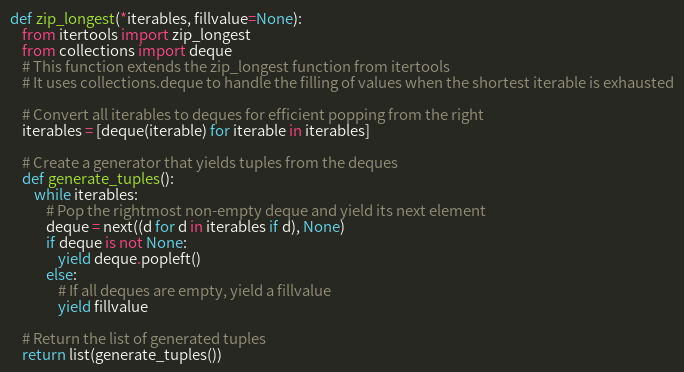 def zip_longest(*iterables, fillvalue=None):
    from itertools import zip_longest
    from collections import deque
    # This function extends the zip_longest function from itertools
    # It uses collections.deque to handle the filling of values when the shortest iterable is exhausted

    # Convert all iterables to deques for efficient popping from the right
    iterables = [deque(iterable) for iterable in iterables]

    # Create a generator that yields tuples from the deques
    def generate_tuples():
        while iterables:
            # Pop the rightmost non-empty deque and yield its next element
            deque = next((d for d in iterables if d), None)
            if deque is not None:
                yield deque.popleft()
            else:
                # If all deques are empty, yield a fillvalue
                yield fillvalue

    # Return the list of generated tuples
    return list(generate_tuples())